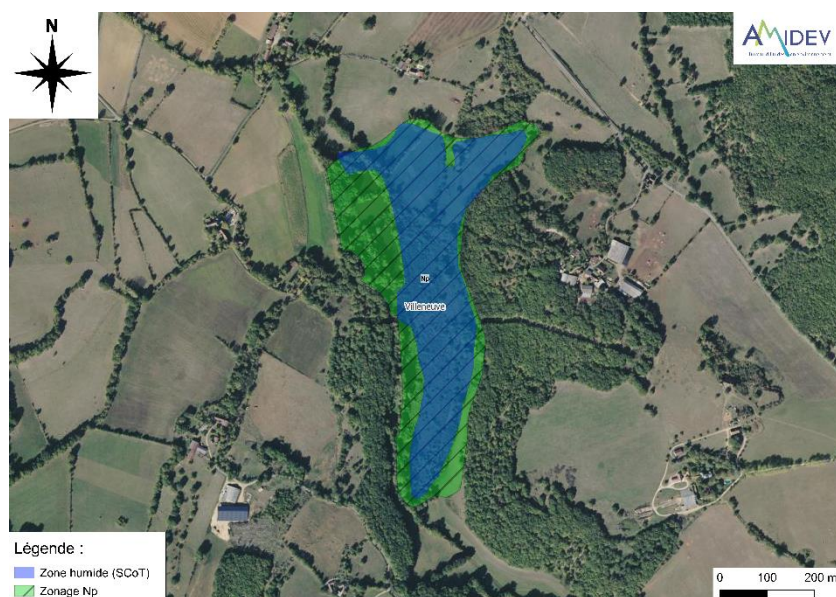 N
AMIDEV
Np
Villeneuve
Légende :
Zone humide (SCoT)
Zonage Np
0 100 200 m